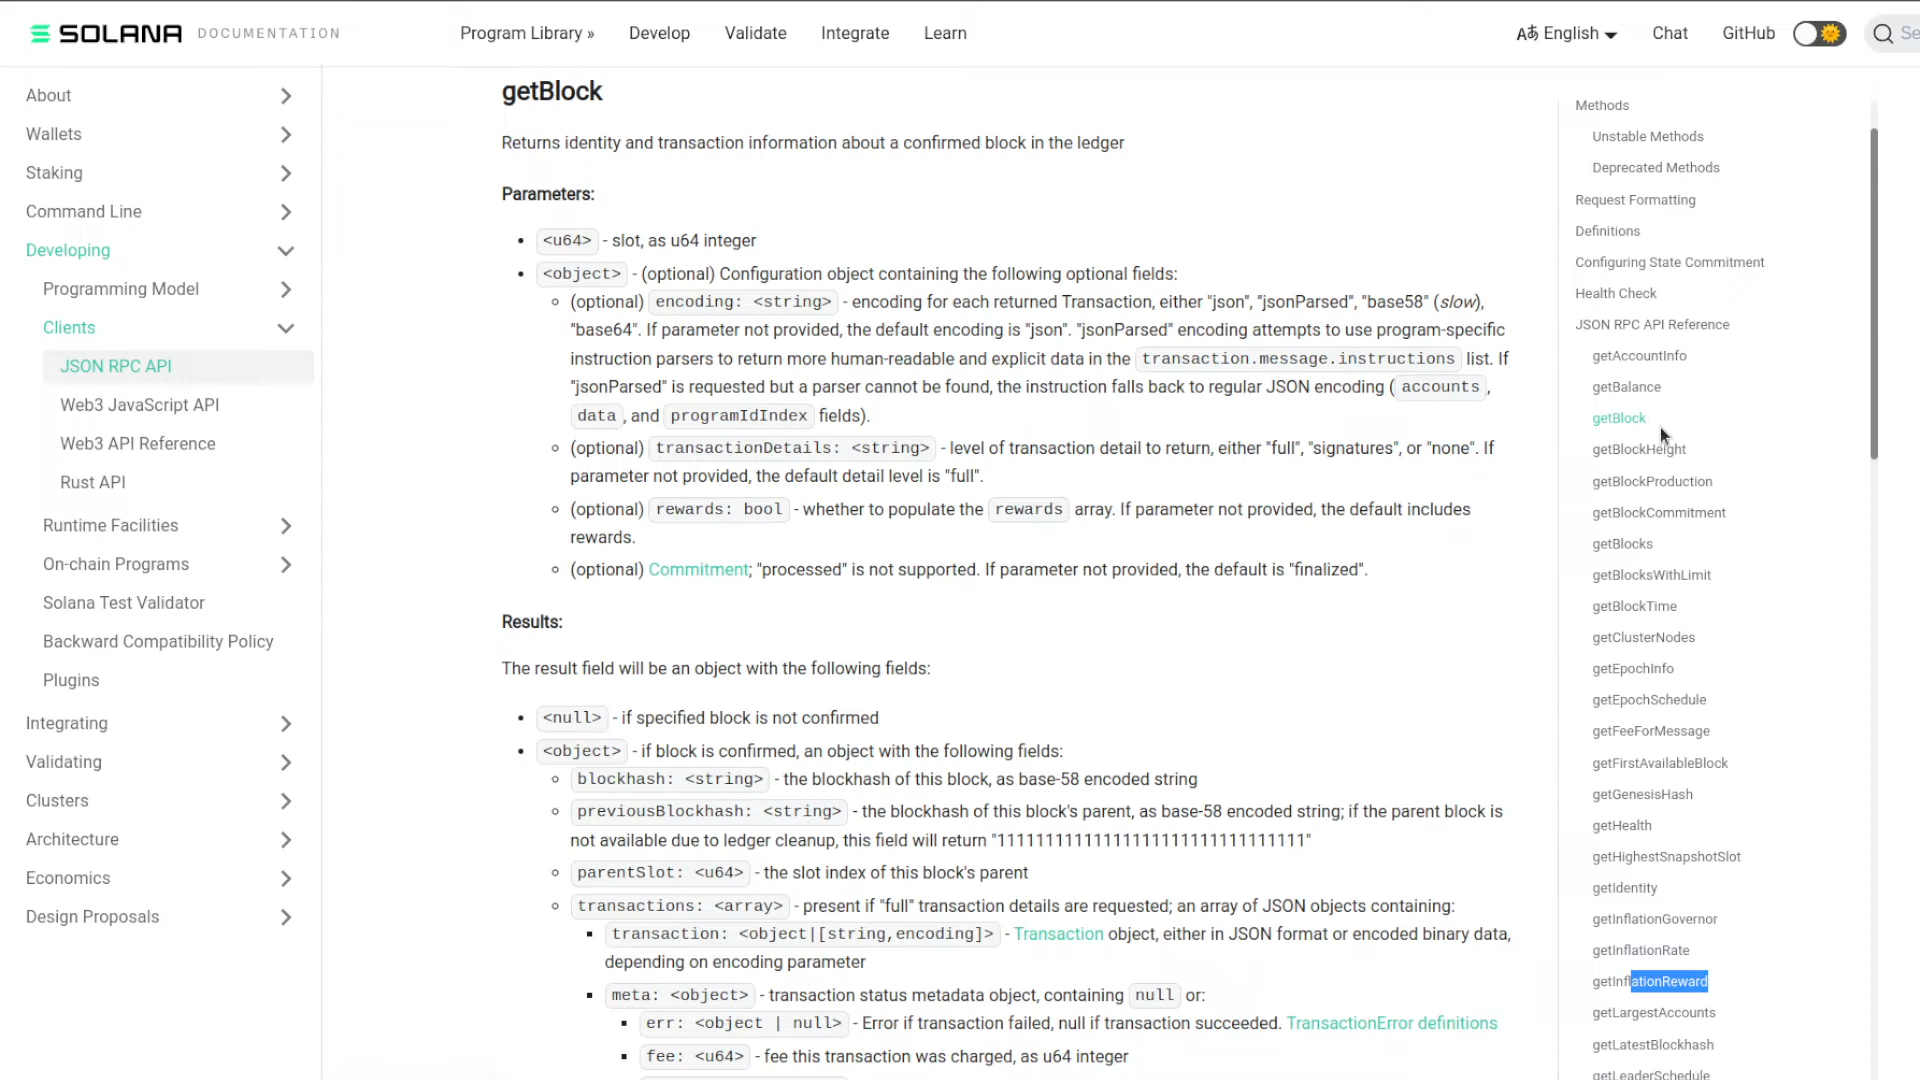 SOLANA DOCUMENTATION
Program Library »
Develop
Validate
Integrate
Learn
English
Chat
GitHub
Se
About
Wallets
Staking
Command Line
Developing
Programming Model
Clients
JSON RPC API
Web3 JavaScript API
Web3 API Reference
Rust API
Runtime Facilities
On-chain Programs
Solana Test Validator
Backward Compatibility Policy
Plugins
Integrating
Validating
Clusters
Architecture
Economics
Design Proposals
getBlock
Returns identity and transaction information about a confirmed block in the ledger
Parameters:
<u64> - slot, as u64 integer
<object> - (optional) Configuration object containing the following optional fields:
(optional) encoding: <string> - encoding for each returned Transaction, either "json", "jsonParsed", "base58" (slow),
"base64". If parameter not provided, the default encoding is "json". "jsonParsed" encoding attempts to use program-specific
instruction parsers to return more human-readable and explicit data in the transaction.message.instructions list. If
"jsonParsed" is requested but a parser cannot be found, the instruction falls back to regular JSON encoding ( accounts ,
data , and programIdIndex fields).
(optional) transactionDetails: <string> - level of transaction detail to return, either "full", "signatures", or "none". If
parameter not provided, the default detail level is "full".
(optional) rewards: bool - whether to populate the rewards array. If parameter not provided, the default includes
rewards.
(optional) Commitment; "processed" is not supported. If parameter not provided, the default is "finalized".
Results:
The result field will be an object with the following fields:
<null> - if specified block is not confirmed
<object> - if block is confirmed, an object with the following fields:
blockhash: <string> - the blockhash of this block, as base-58 encoded string
previousBlockhash: <string> - the blockhash of this block's parent, as base-58 encoded string; if the parent block is
not available due to ledger cleanup, this field will return "11111111111111111111111111111111"
parentSlot: <u64> - the slot index of this block's parent
transactions: <array> - present if "full" transaction details are requested; an array of JSON objects containing:
transaction: <object|[string,encoding]> - Transaction object, either in JSON format or encoded binary data,
depending on encoding parameter
meta: <object> - transaction status metadata object, containing null or:
err: <object | null> - Error if transaction failed, null if transaction succeeded. TransactionError definitions
fee: <u64> - fee this transaction was charged, as u64 integer
Methods
Unstable Methods
Deprecated Methods
Request Formatting
Definitions
Configuring State Commitment
Health Check
JSON RPC API Reference
getAccountInfo
getBalance
getBlock
getBlockHeight
getBlockProduction
getBlockCommitment
getBlocks
getBlocksWithLimit
getBlockTime
getClusterNodes
getEpochInfo
getEpochSchedule
getFeeForMessage
getFirstAvailableBlock
getGenesisHash
getHealth
getHighestSnapshotSlot
getIdentity
getInflationGovernor
getInflationRate
getInflationReward
getLargestAccounts
getLatestBlockhash
getLeaderSchedule